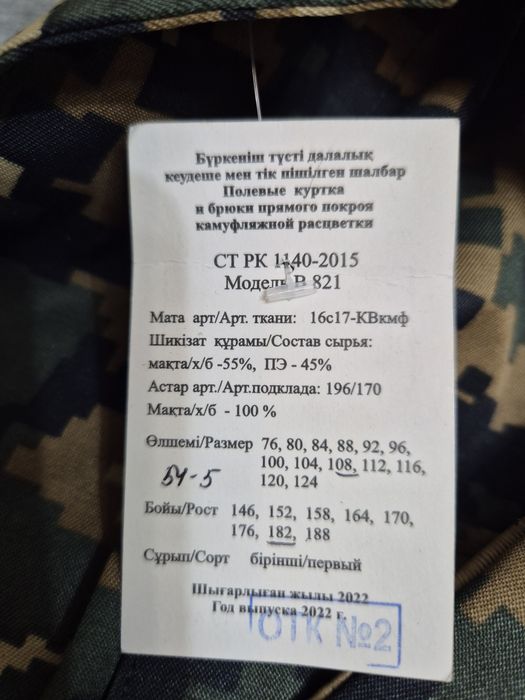 Бүркеніш түсті далалық
кеудеше мен тік пішілген шалбар
Полевые куртка
и брюки прямого покроя
камуфляжной расцветки
СТ РК 1140-2015
Модель В 821
Мата арт/Арт. ткани: 16с17-КВкмф
Шикізат құрамы/Состав сырья:
мақта/х/б -55%, ПЭ - 45%
Астар арт./Арт.подклада: 196/170
Мақта/х/б - 100 %
Өлшемі/Размер 76, 80, 84, 88, 92, 96,
100, 104, 108, 112, 116,
54-5 120, 124
Бойы/Рост 146, 152, 158, 164, 170,
176, 182, 188
Сұрып/Сорт бірінші/первый
Шығарлыған жылы 2022
Год выпуска 2022 г.
ОТК №2